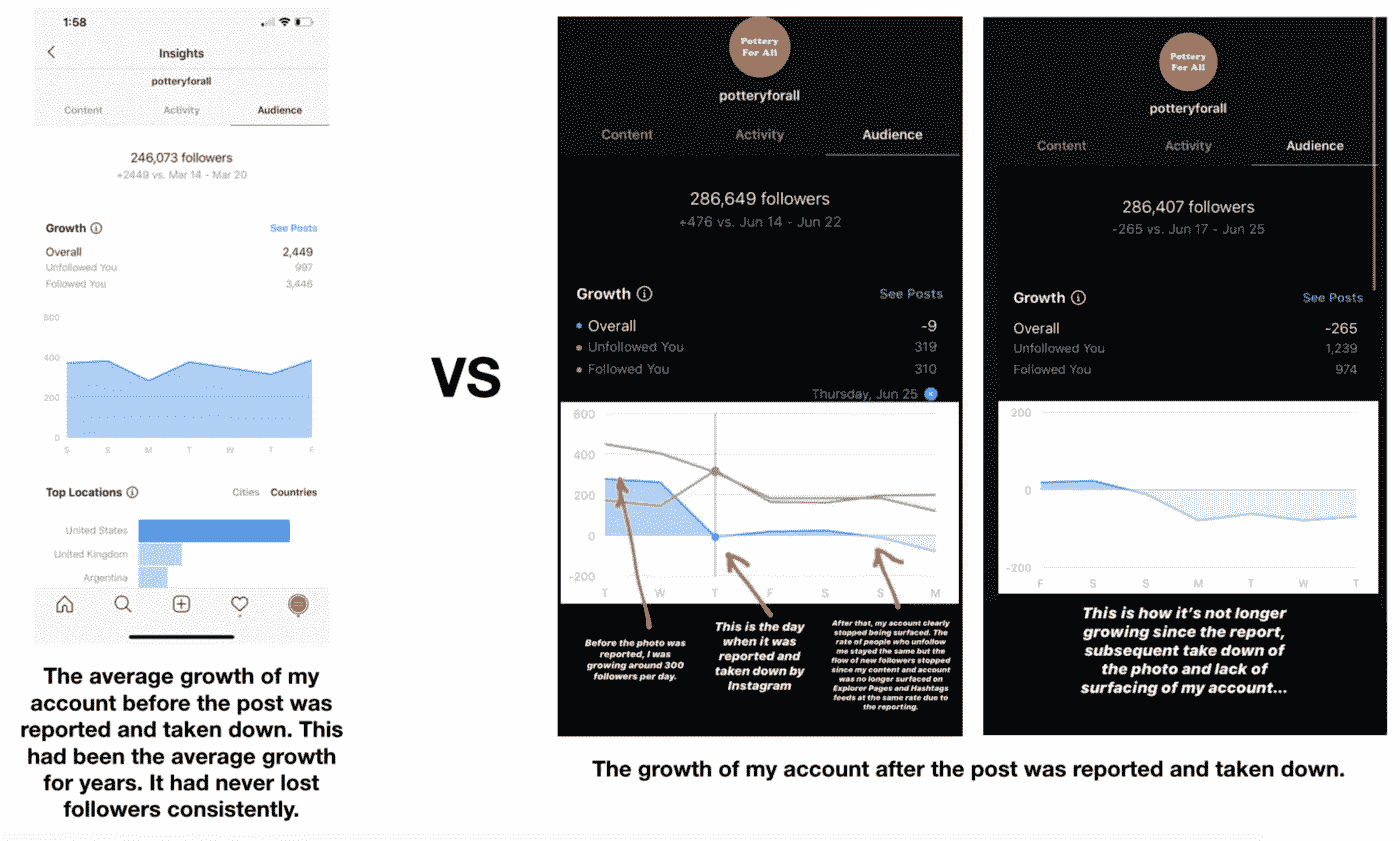 1:58
Insights
potteryforall
Content Activity Audience
246,073 followers
+2449 vs. Mar 14 - Mar 20
Growth See Posts
Overall 2,449
Unfollowed You 997
Followed You 3,446
600
400
200
0
S S M T W T F
Top Locations Cities Countries
United States
United Kingdom
Argentina
The average growth of my
account before the post was
reported and taken down. This
had been the average growth
for years. It had never lost
followers consistently.
VS
Pottery
For All
potteryforall
Content Activity Audience
286,649 followers
+476 vs. Jun 14 - Jun 22
Growth See Posts
Overall -9
Unfollowed You 319
Followed You 310
Thursday, Jun 25
600
400
200
0
-200
T W T F S S M
Before the photo was
reported, I was
growing around 300
followers per day.
This is the day
when it was
reported and
taken down by
Instagram
After that, my account clearly
stopped being surfaced. The
rate of people who unfollow
me stayed the same but the
flow of new followers stopped
since my content and account
was no longer surfaced on
Explorer Pages and Hashtags
feeds at the same rate due to
the reporting.
Pottery
For All
potteryforall
Content Activity Audience
286,407 followers
-265 vs. Jun 17 - Jun 25
Growth See Posts
Overall -265
Unfollowed You 1,239
Followed You 974
200
0
-200
F S S M T W T
This is how it's not longer
growing since the report,
subsequent take down of
the photo and lack of
surfacing of my account...
The growth of my account after the post was reported and taken down.